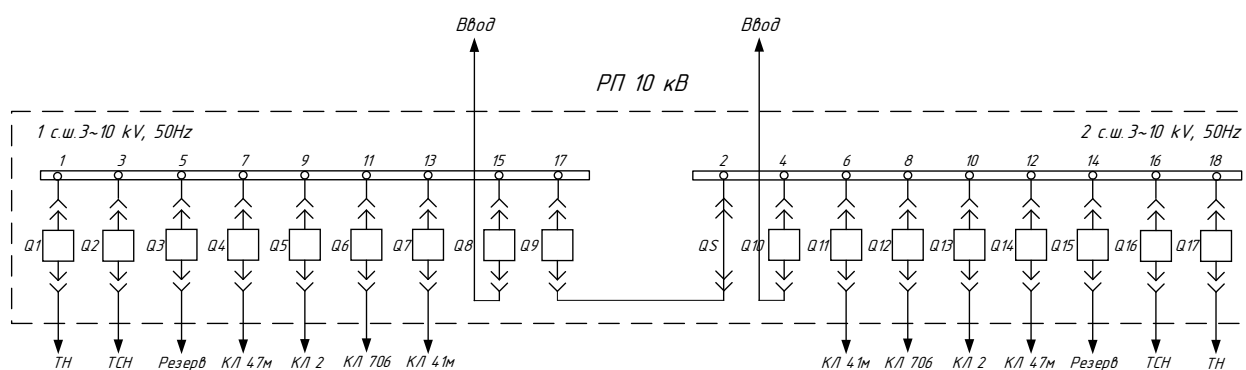 Ввод Ввод
РП 10 кВ
1 с.ш. 3~10 kV, 50Hz 2 с.ш. 3~10 kV, 50Hz
1 3 5 7 9 11 13 15 17 2 4 6 8 10 12 14 16 18
Q1 Q2 Q3 Q4 Q5 Q6 Q7 Q8 Q9 QS Q10 Q11 Q12 Q13 Q14 Q15 Q16 Q17
ТН ТСН Резерв КЛ 47м КЛ 2 КЛ 706 КЛ 41м КЛ 41м КЛ 706 КЛ 2 КЛ 47м Резерв ТСН ТН